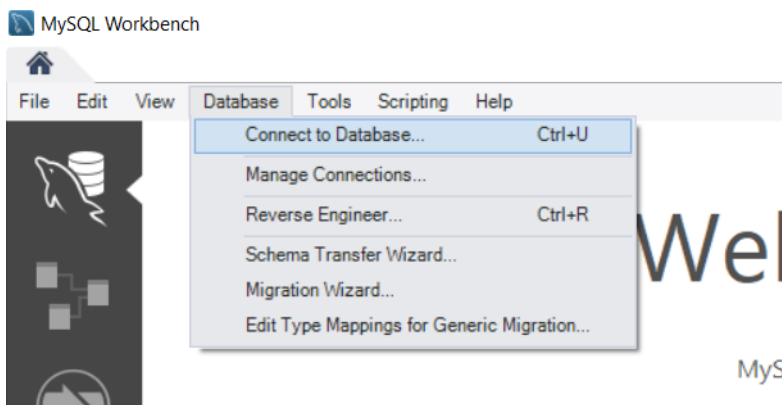 MySQL Workbench
File Edit View Database Tools Scripting Help
Connect to Database... Ctrl+U
Manage Connections...
Reverse Engineer... Ctrl+R
Schema Transfer Wizard...
Migration Wizard...
Edit Type Mappings for Generic Migration...
Wel
MyS